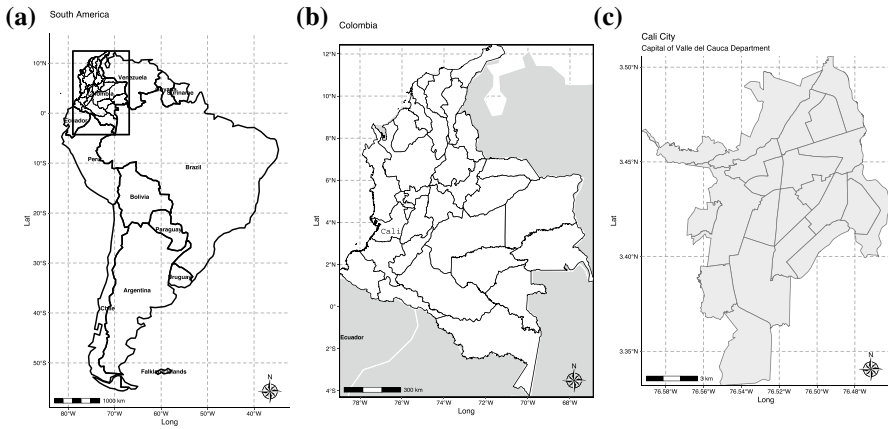 (a)
South America
10°N
0°
10°S
20°S
30°S
40°S
50°S
Lat
Venezuela
Suriname
Ecuador
Peru
Brazil
Bolivia
Paraguay
Uruguay
Argentina
Chile
Falkland Islands
N
1000 km
80°W 70°W 60°W 50°W 40°W
Long
(b)
Colombia
12°N
10°N
8°N
6°N
4°N
2°N
0°
2°S
4°S
Lat
Cali
Ecuador
N
300 km
78°W 76°W 74°W 72°W 70°W 68°W
Long
(c)
Cali City
Capital of Valle del Cauca Department
3.50°N
3.45°N
3.40°N
3.35°N
Lat
N
3 km
76.58°W 76.56°W 76.54°W 76.52°W 76.50°W 76.48°W
Long